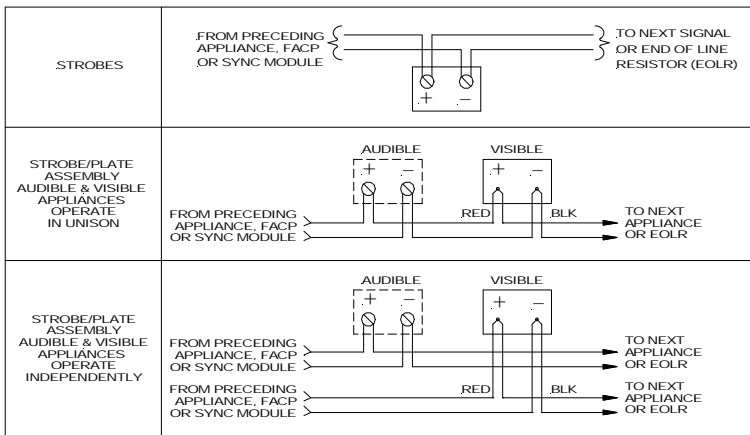 STROBES
FROM PRECEDING
APPLIANCE, FACP
OR SYNC MODULE
TO NEXT SIGNAL
OR END OF LINE
RESISTOR (EOLR)
+ −
STROBE/PLATE
ASSEMBLY
AUDIBLE & VISIBLE
APPLIANCES
OPERATE
IN UNISON
AUDIBLE
+ −
VISIBLE
+ −
FROM PRECEDING
APPLIANCE, FACP
OR SYNC MODULE
RED
BLK
TO NEXT
APPLIANCE
OR EOLR
STROBE/PLATE
ASSEMBLY
AUDIBLE & VISIBLE
APPLIANCES
OPERATE
INDEPENDENTLY
AUDIBLE
+ −
VISIBLE
+ −
FROM PRECEDING
APPLIANCE, FACP
OR SYNC MODULE
TO NEXT
APPLIANCE
OR EOLR
FROM PRECEDING
APPLIANCE, FACP
OR SYNC MODULE
RED
BLK
TO NEXT
APPLIANCE
OR EOLR